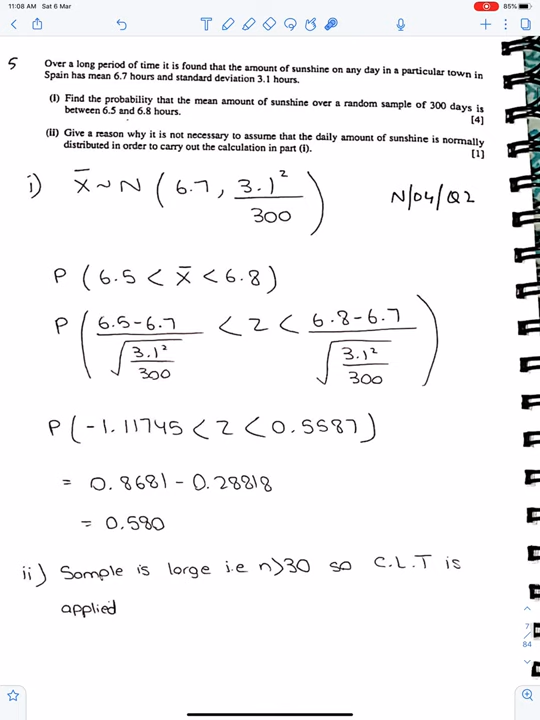 11:08 AM Sat 6 Mar
85%
5 Over a long period of time it is found that the amount of sunshine on any day in a particular town in
Spain has mean 6.7 hours and standard deviation 3.1 hours.
(i) Find the probability that the mean amount of sunshine over a random sample of 300 days is
between 6.5 and 6.8 hours. [4]
(ii) Give a reason why it is not necessary to assume that the daily amount of sunshine is normally
distributed in order to carry out the calculation in part (i). [1]
i) X̄ ~ N (6.7, 3.1²/300)
N/04/Q2
P (6.5 < x̄ < 6.8)
P ( (6.5-6.7)/√(3.1²/300) < Z < (6.8-6.7)/√(3.1²/300) )
P (-1.11745 < Z < 0.5587)
= 0.8681 - 0.28818
= 0.580
ii) Sample is large i.e n>30 so C.L.T is
applied
7
84